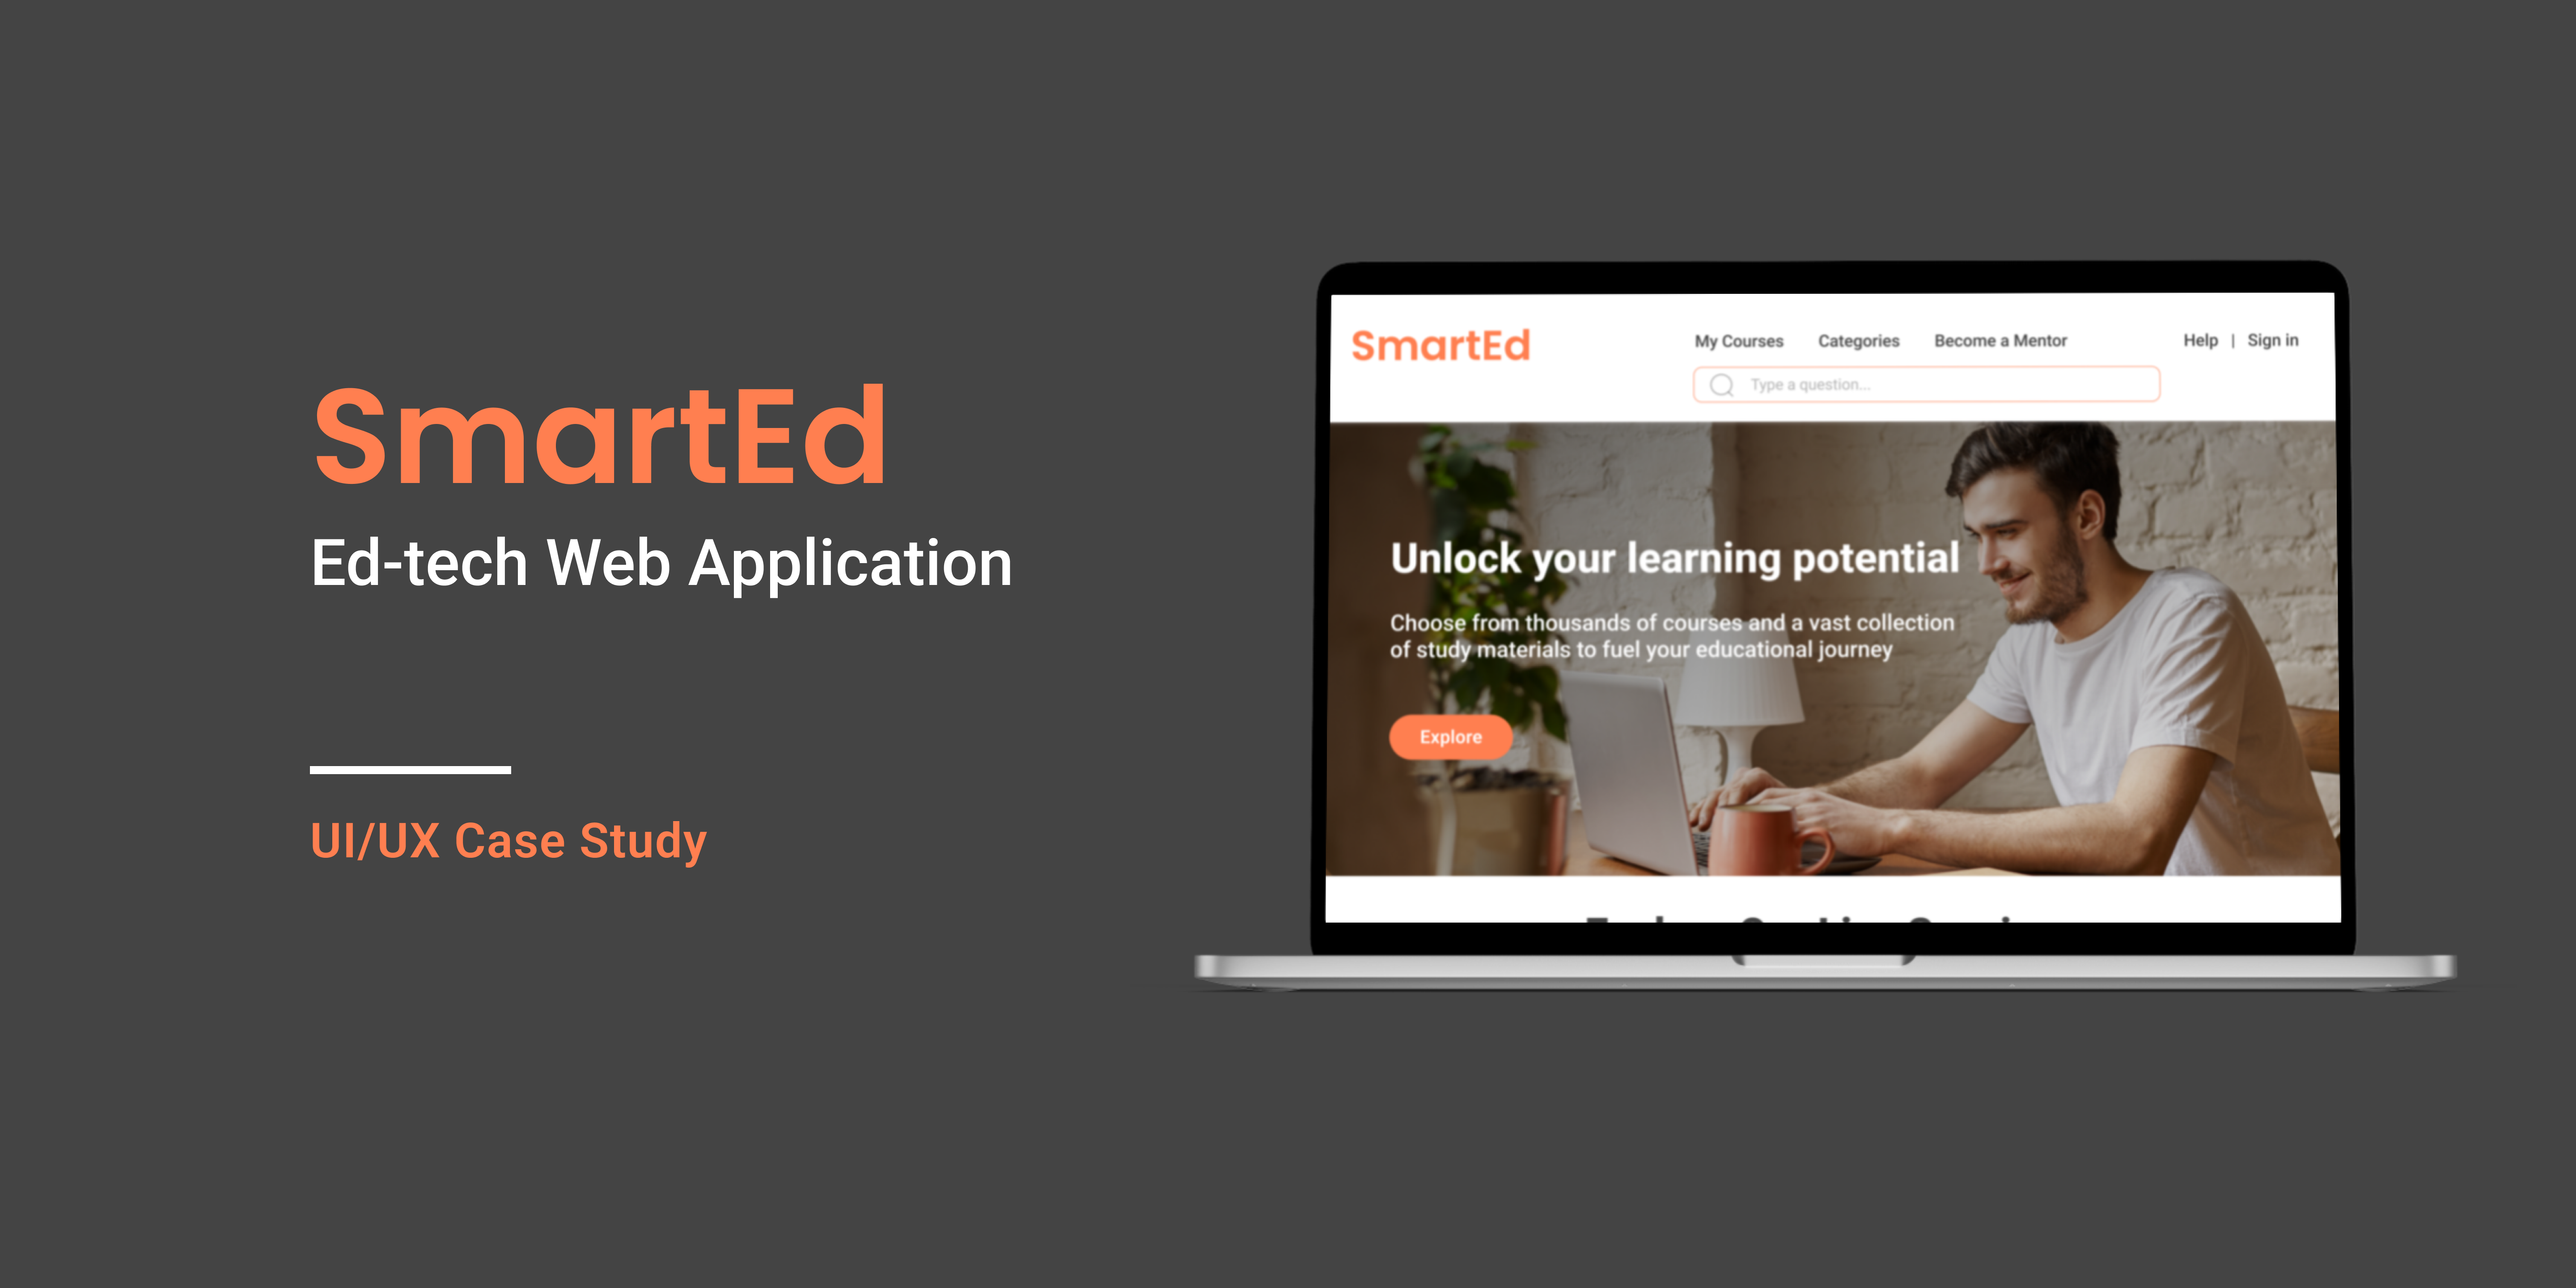 SmartEd
Ed-tech Web Application
UI/UX Case Study
SmartEd
My Courses Categories Become a Mentor
Help | Sign in
Type a question...
Unlock your learning potential
Choose from thousands of courses and a vast collection
of study materials to fuel your educational journey
Explore